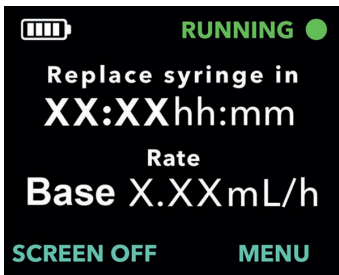 RUNNING
Replace syringe in
XX:XXhh:mm
Rate
Base X.XXmL/h
SCREEN OFF MENU